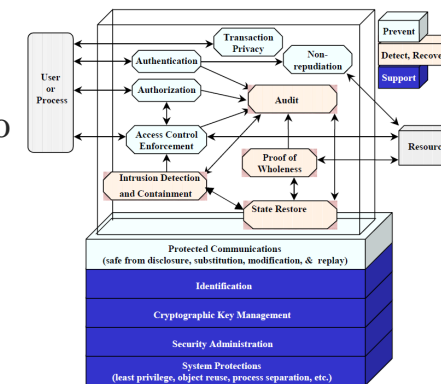 Transaction
Privacy
Prevent
Non-
repudiation
Detect, Recove
Support
User
or
Process
Authentication
Authorization
Audit
Access Control
Enforcement
Resourc
Proof of
Wholeness
Intrusion Detection
and Containment
State Restore
Protected Communications
(safe from disclosure, substitution, modification, & replay)
Identification
Cryptographic Key Management
Security Administration
System Protections
(least privilege, object reuse, process separation, etc.)